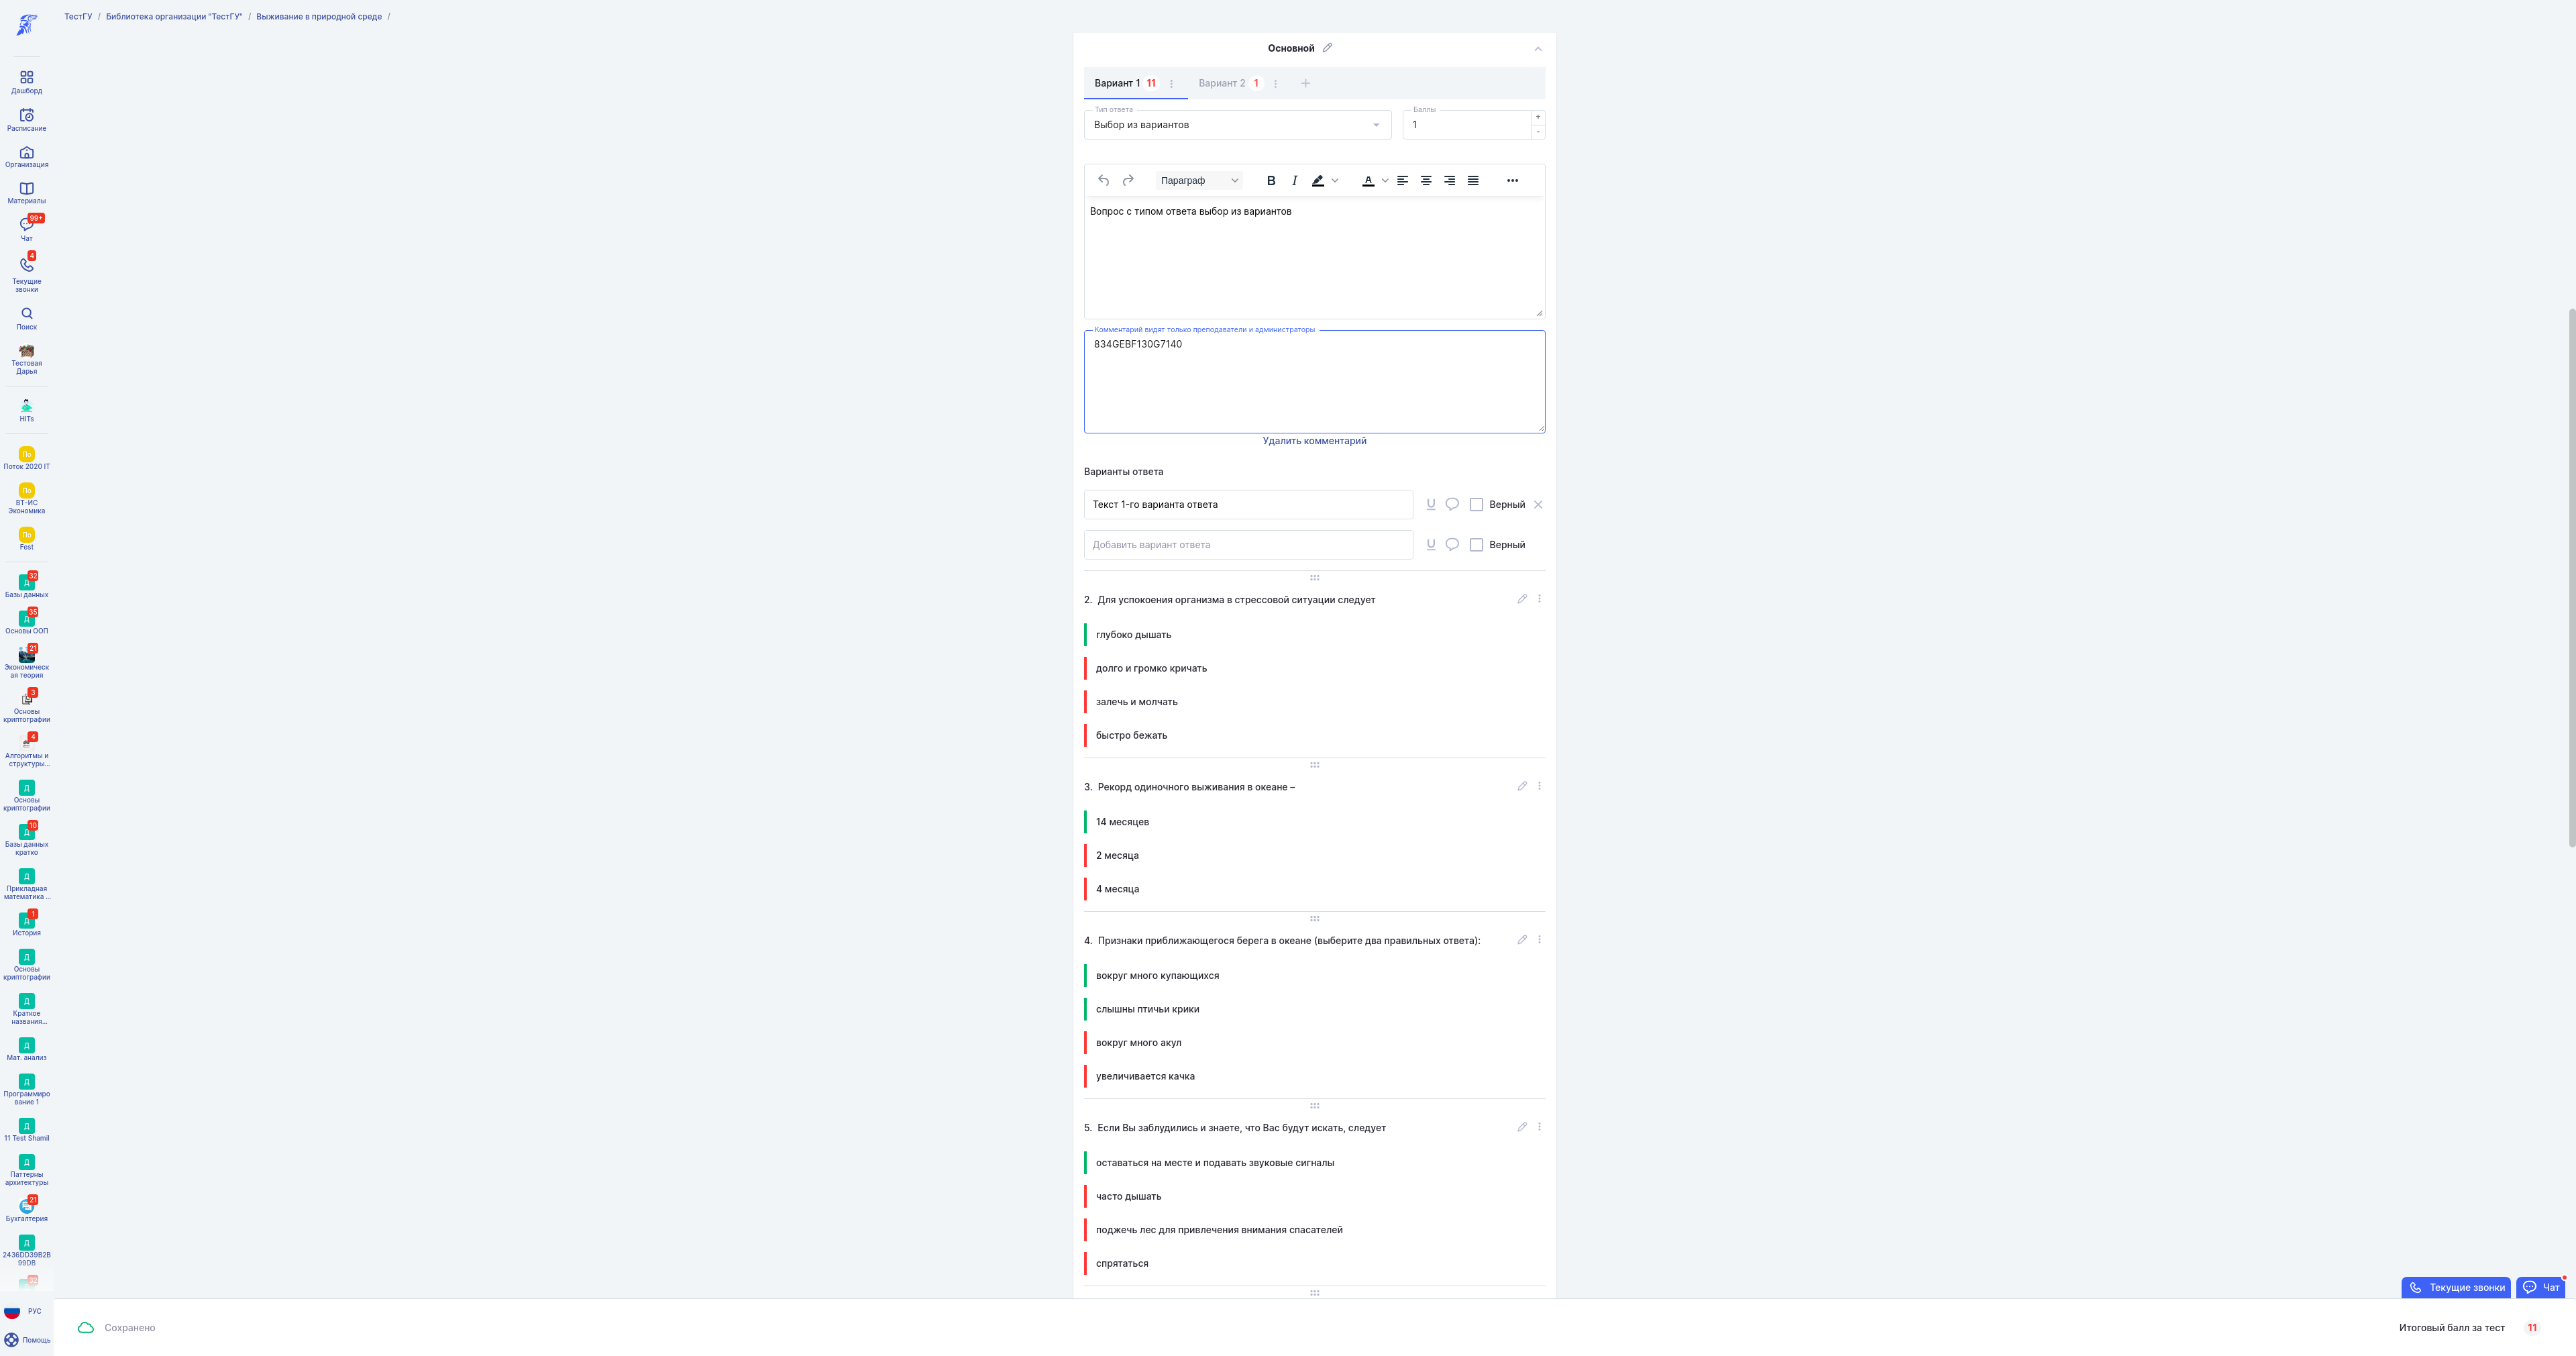 ТестГУ / Библиотека организации "ТестГУ" / Выживание в природной среде /
Дашборд
Расписание
Организация
Материалы
99+
Чат
4
Текущие
звонки
Поиск
Тестовая
Дарья
HITs
По
Поток 2020 IT
По
ВТ-ИС
Экономика
По
Fest
32
Д
Базы данных
35
Д
Основы ООП
21
Экономическ
ая теория
3
Основы
криптографии
4
Алгоритмы и
структуры...
Д
Основы
криптографии
10
Д
Базы данных
кратко
Д
Прикладная
математика ...
1
Д
История
Д
Основы
криптографии
Д
Краткое
названия...
Д
Мат. анализ
Д
Программиро
вание 1
Д
11 Test Shamil
Д
Паттерны
архитектуры
21
Бухгалтерия
Д
2436DD39B2B
99DB
32
РУС
Помощь
Основной
Вариант 1 11 Вариант 2 1 +
Тип ответа
Выбор из вариантов
Баллы
1
+
-
Параграф B I A
Вопрос с типом ответа выбор из вариантов
Комментарий видят только преподаватели и администраторы
834GEBF130G7140
Удалить комментарий
Варианты ответа
Текст 1-го варианта ответа U Верный
Добавить вариант ответа U Верный
2. Для успокоения организма в стрессовой ситуации следует
глубоко дышать
долго и громко кричать
залечь и молчать
быстро бежать
3. Рекорд одиночного выживания в океане –
14 месяцев
2 месяца
4 месяца
4. Признаки приближающегося берега в океане (выберите два правильных ответа):
вокруг много купающихся
слышны птичьи крики
вокруг много акул
увеличивается качка
5. Если Вы заблудились и знаете, что Вас будут искать, следует
оставаться на месте и подавать звуковые сигналы
часто дышать
поджечь лес для привлечения внимания спасателей
спрятаться
Текущие звонки
Чат
Сохранено
Итоговый балл за тест 11